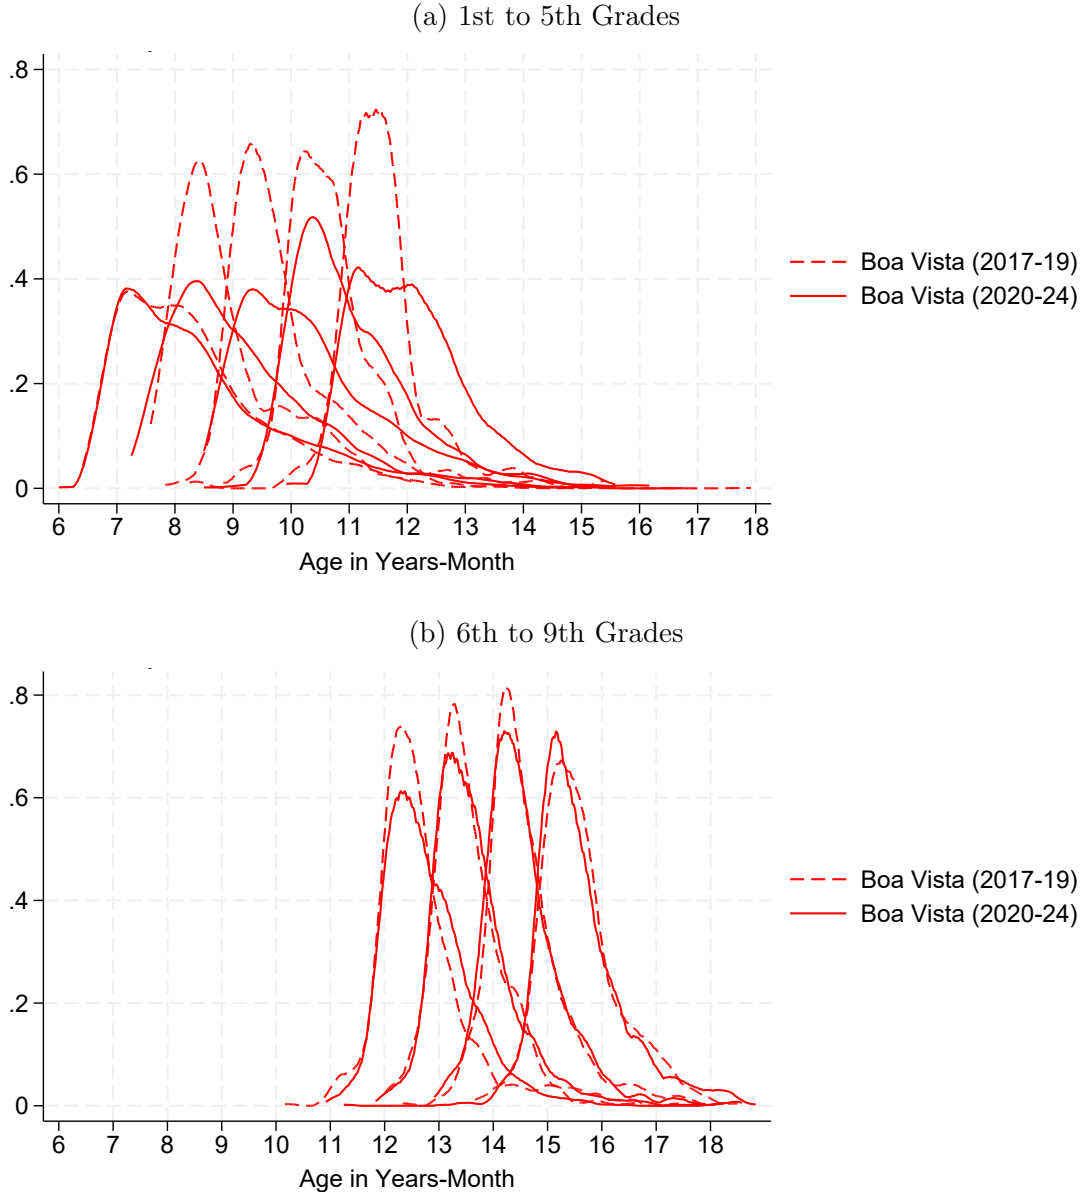 (a) 1st to 5th Grades
.8
.6
.4
.2
0
6 7 8 9 10 11 12 13 14 15 16 17 18
Age in Years-Month
Boa Vista (2017-19)
Boa Vista (2020-24)
(b) 6th to 9th Grades
.8
.6
.4
.2
0
6 7 8 9 10 11 12 13 14 15 16 17 18
Age in Years-Month
Boa Vista (2017-19)
Boa Vista (2020-24)